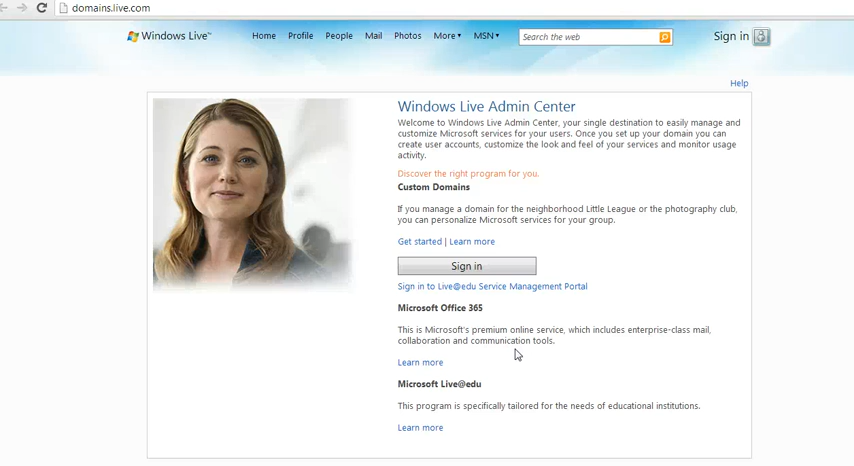 domains.live.com
Windows Live™ Home Profile People Mail Photos More MSN Search the web Sign in
Help
Windows Live Admin Center
Welcome to Windows Live Admin Center, your single destination to easily manage and
customize Microsoft services for your users. Once you set up your domain you can
create user accounts, customize the look and feel of your services and monitor usage
activity.
Discover the right program for you.
Custom Domains
If you manage a domain for the neighborhood Little League or the photography club,
you can personalize Microsoft services for your group.
Get started | Learn more
Sign in
Sign in to Live@edu Service Management Portal
Microsoft Office 365
This is Microsoft's premium online service, which includes enterprise-class mail,
collaboration and communication tools.
Learn more
Microsoft Live@edu
This program is specifically tailored for the needs of educational institutions.
Learn more